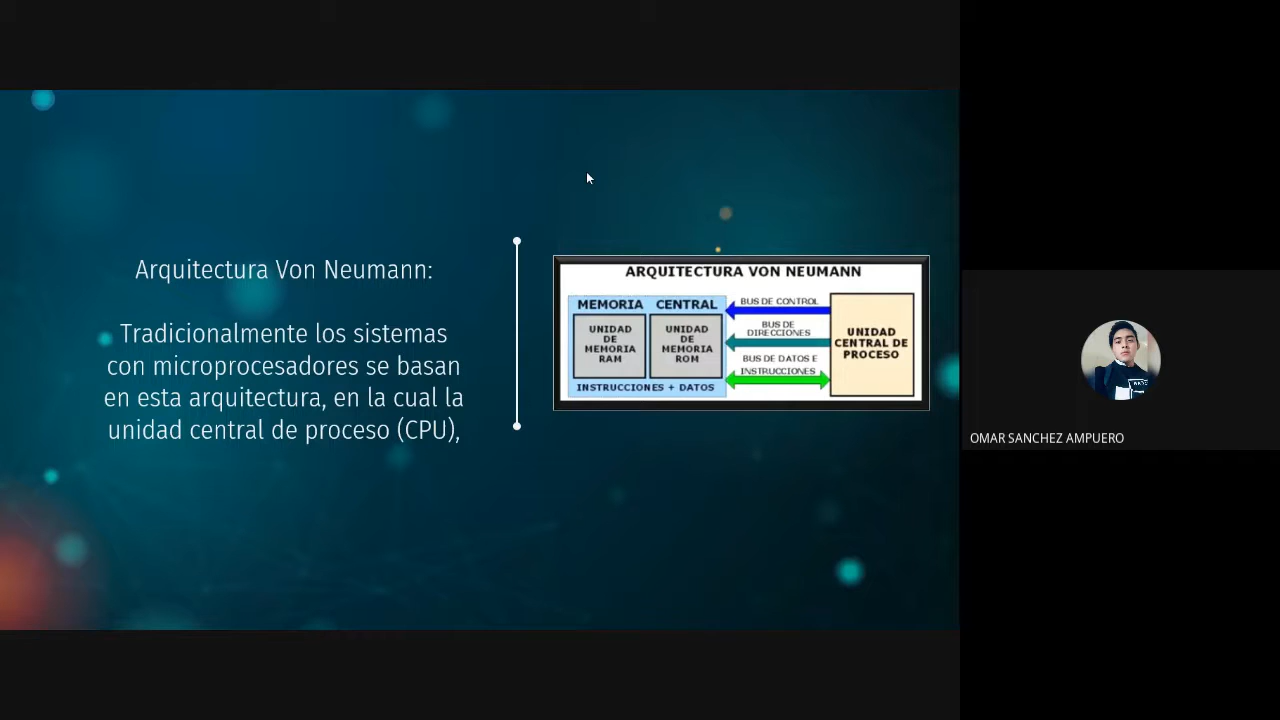 Arquitectura Von Neumann:
Tradicionalmente los sistemas
con microprocesadores se basan
en esta arquitectura, en la cual la
unidad central de proceso (CPU),
ARQUITECTURA VON NEUMANN
MEMORIA CENTRAL
UNIDAD
DE
MEMORIA
RAM
UNIDAD
DE
MEMORIA
ROM
INSTRUCCIONES + DATOS
BUS DE CONTROL
BUS DE
DIRECCIONES
BUS DE DATOS E
INSTRUCCIONES
UNIDAD
CENTRAL DE
PROCESO
OMAR SANCHEZ AMPUERO